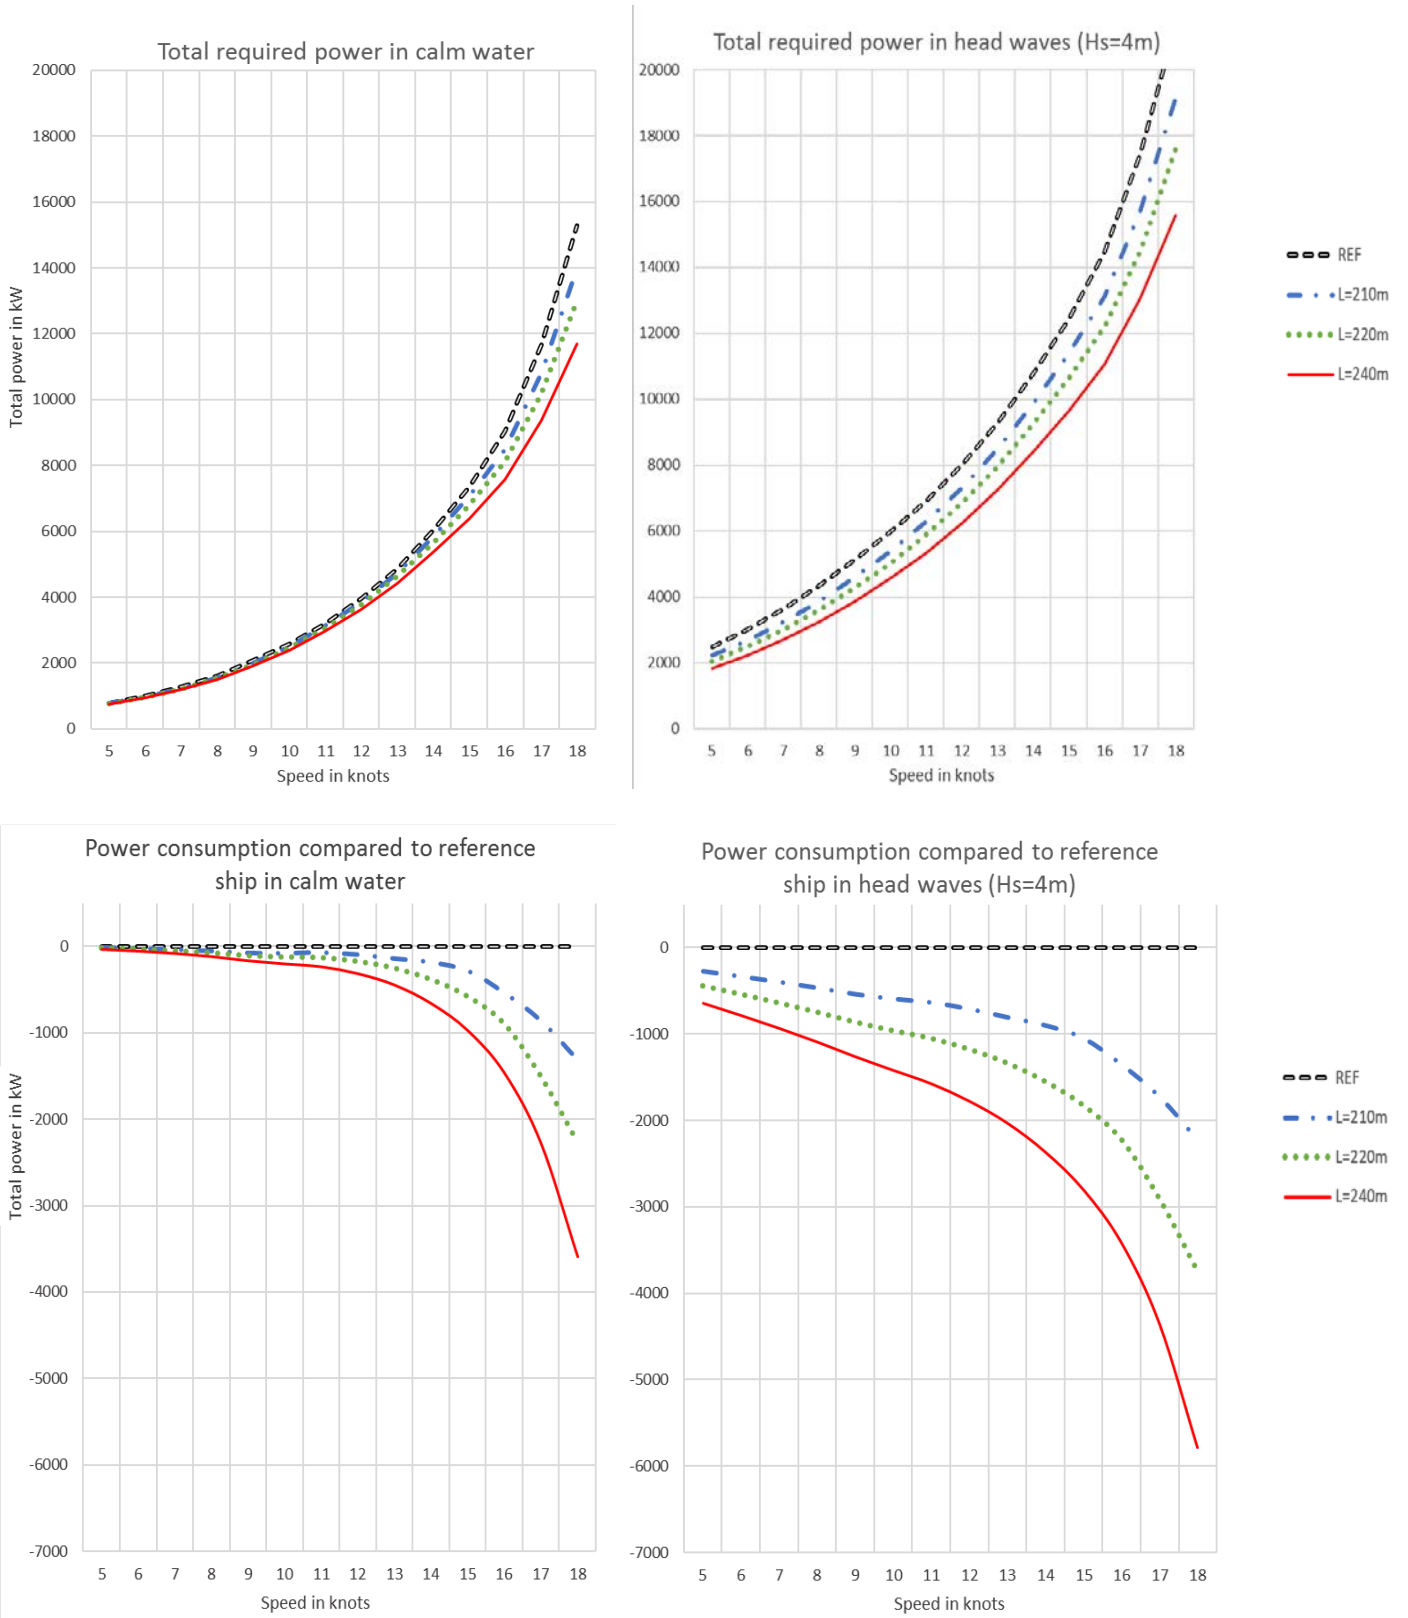 Total required power in calm water
20000
18000
16000
14000
12000
10000
8000
6000
4000
2000
0
Total power in kW
5 6 7 8 9 10 11 12 13 14 15 16 17 18
Speed in knots
Total required power in head waves (Hs=4m)
20000
18000
16000
14000
12000
10000
8000
6000
4000
2000
0
5 6 7 8 9 10 11 12 13 14 15 16 17 18
Speed in knots
REF
L=210m
L=220m
L=240m
Power consumption compared to reference
ship in calm water
0
-1000
-2000
-3000
-4000
-5000
-6000
-7000
Total power in kW
5 6 7 8 9 10 11 12 13 14 15 16 17 18
Speed in knots
Power consumption compared to reference
ship in head waves (Hs=4m)
0
-1000
-2000
-3000
-4000
-5000
-6000
-7000
5 6 7 8 9 10 11 12 13 14 15 16 17 18
Speed in knots
REF
L=210m
L=220m
L=240m